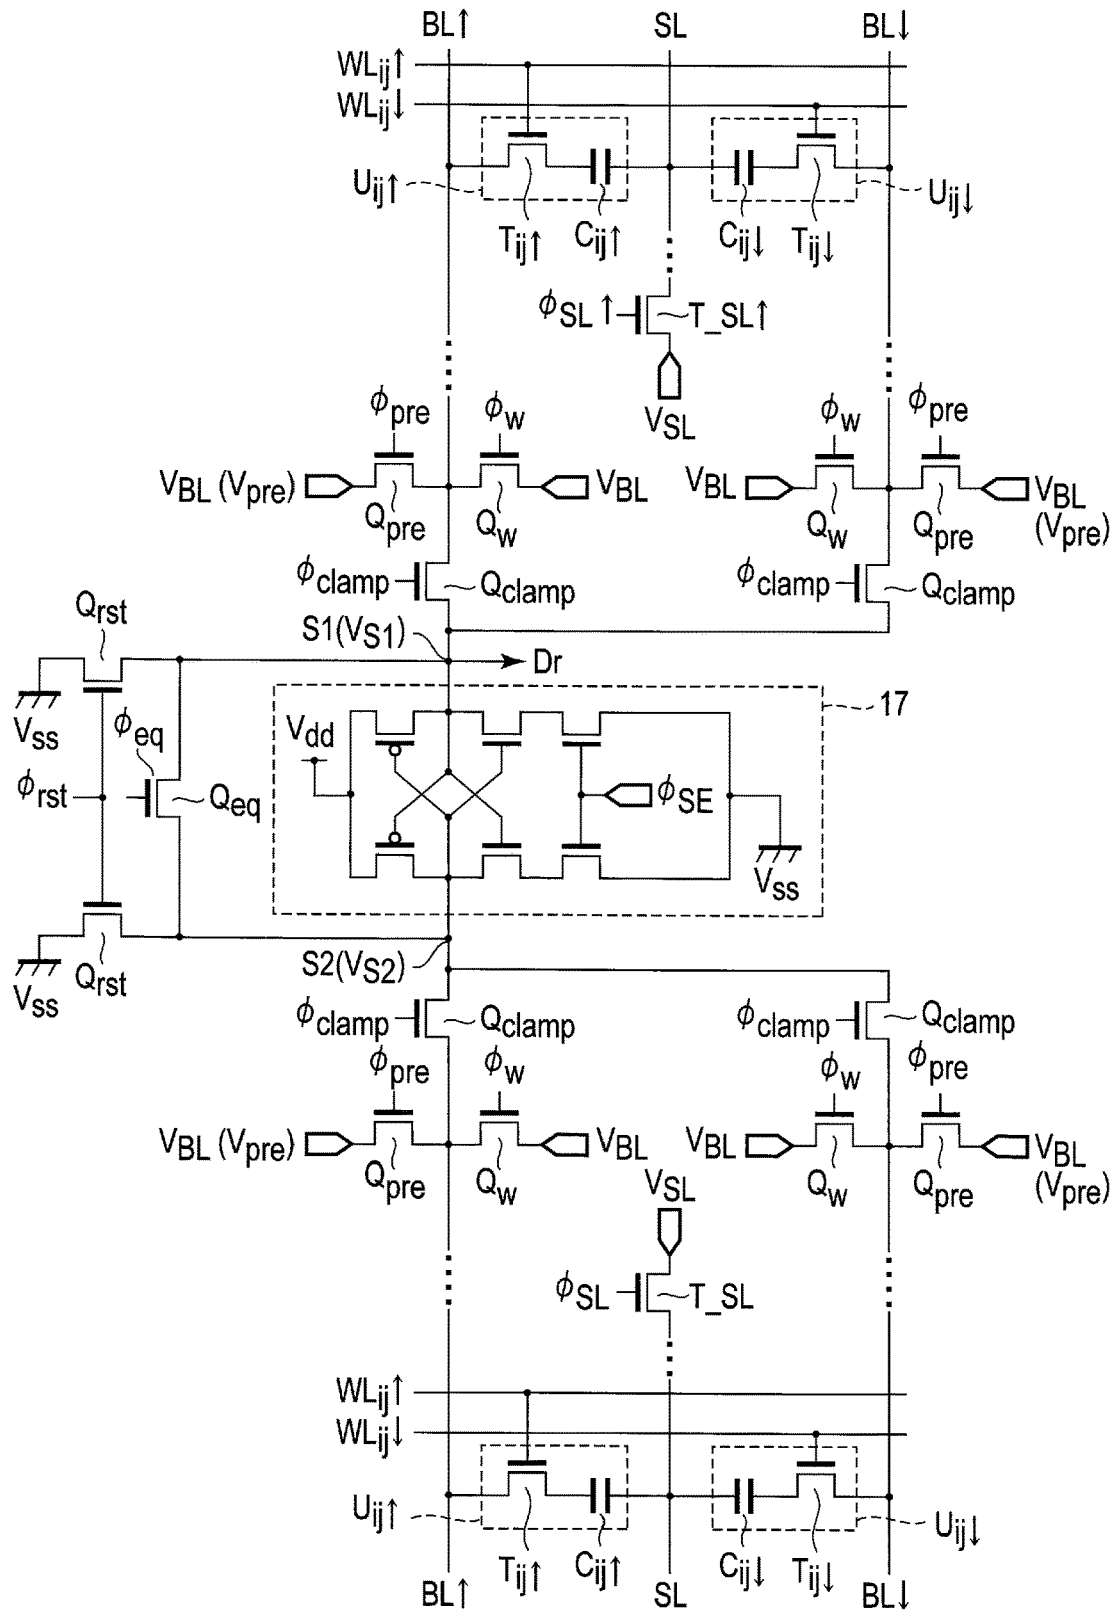 BL↑ SL BL↓
WLij↑
WLij↓
Uij↑ Uij↓
Tij↑ Cij↑ Cij↓ Tij↓
ϕSL↑ T_SL↑
VSL
ϕpre ϕw ϕw ϕpre
VBL (Vpre) VBL VBL VBL
(Vpre)
Qpre Qw Qw Qpre
ϕclamp Qclamp ϕclamp Qclamp
Qrst S1(VS1)
Dr
Vss 17
ϕeq Vdd
ϕrst Qeq ϕSE
Vss
Qrst S2(VS2)
Vss
ϕclamp Qclamp ϕclamp Qclamp
ϕpre ϕw ϕw ϕpre
VBL (Vpre) VBL VBL VBL
(Vpre)
Qpre Qw Qw Qpre
VSL
ϕSL T_SL
WLij↑
WLij↓
Uij↑ Uij↓
Tij↑ Cij↑ Cij↓ Tij↓
BL↑ SL BL↓